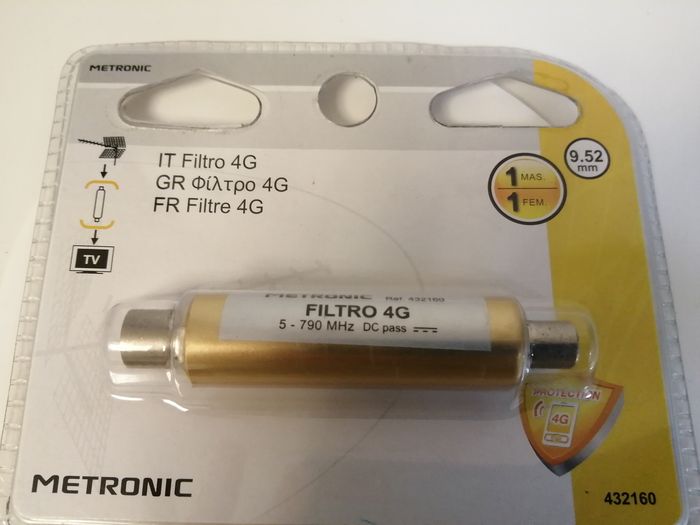 METRONIC
IT Filtro 4G
GR Φίλτρο 4G
FR Filtre 4G
TV
1 MAS.
1 FEM.
9.52
mm
METRONIC Ref 432160
FILTRO 4G
5 - 790 MHz DC pass
PROTECTION
4G
METRONIC
432160